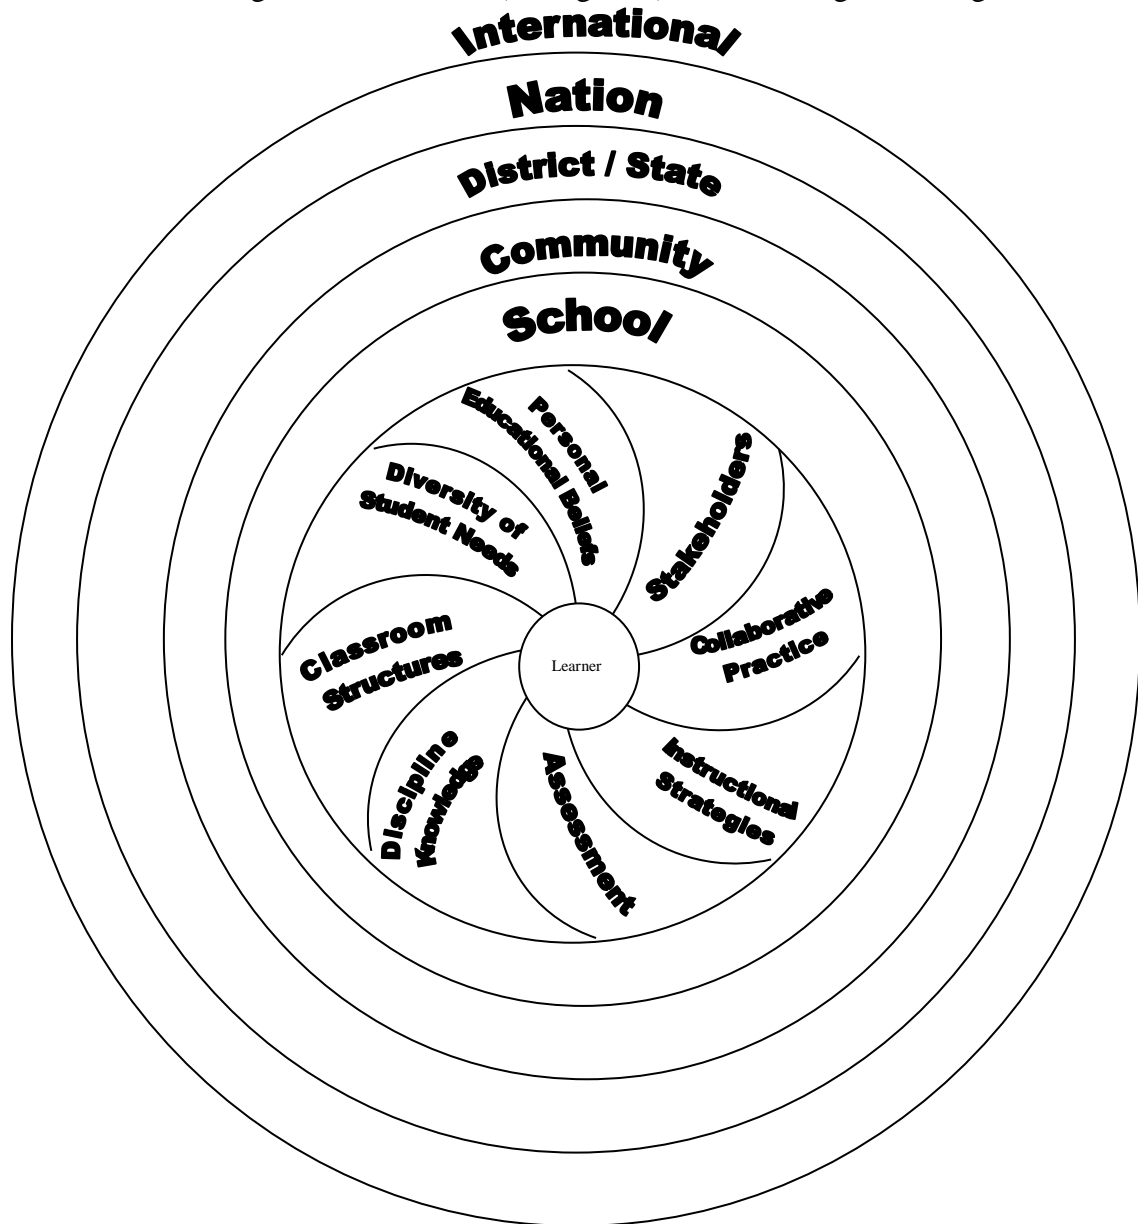 International
Nation
District / State
Community
School
Personal
Educational Beliefs
Stakeholders
Diversity of
Student Needs
Collaborative
Practice
Classroom
Structures
Learner
Instructional
Strategies
Discipline
Knowledge
Assessment